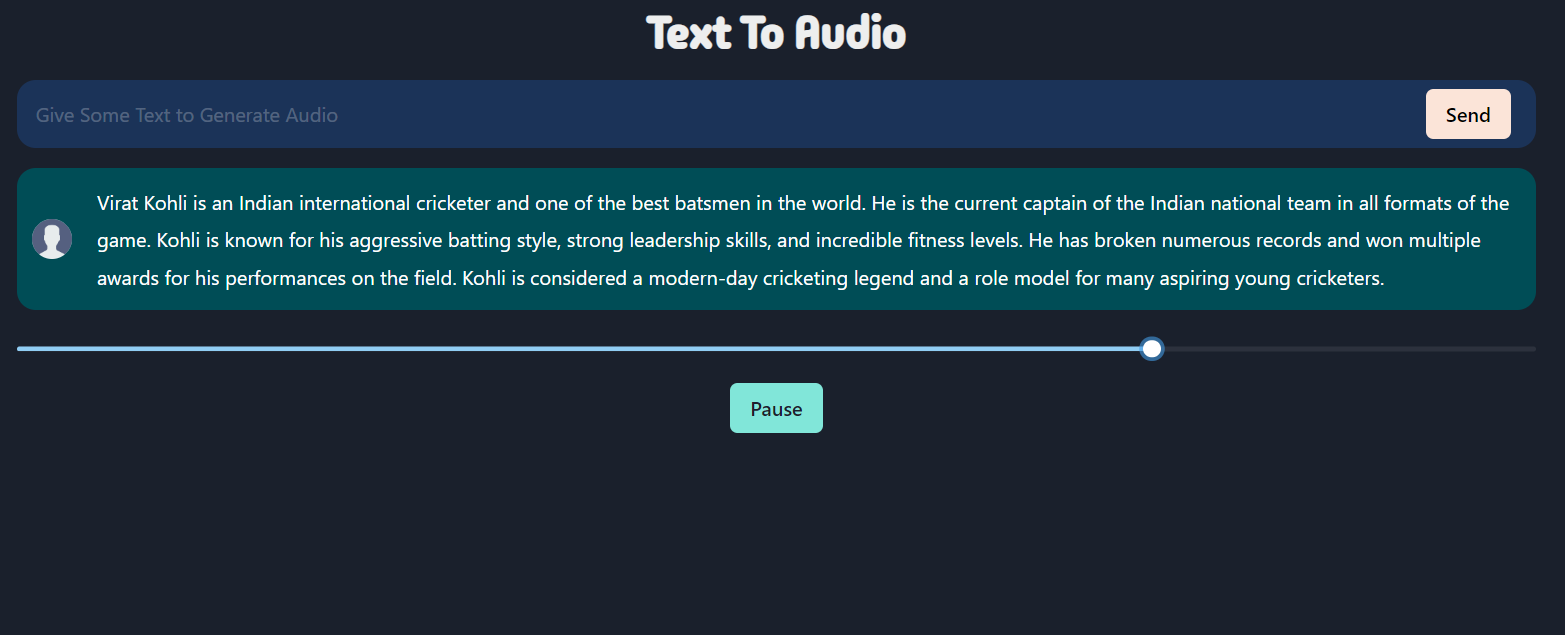 Text To Audio
Give Some Text to Generate Audio
Send
Virat Kohli is an Indian international cricketer and one of the best batsmen in the world. He is the current captain of the Indian national team in all formats of the
game. Kohli is known for his aggressive batting style, strong leadership skills, and incredible fitness levels. He has broken numerous records and won multiple
awards for his performances on the field. Kohli is considered a modern-day cricketing legend and a role model for many aspiring young cricketers.
Pause